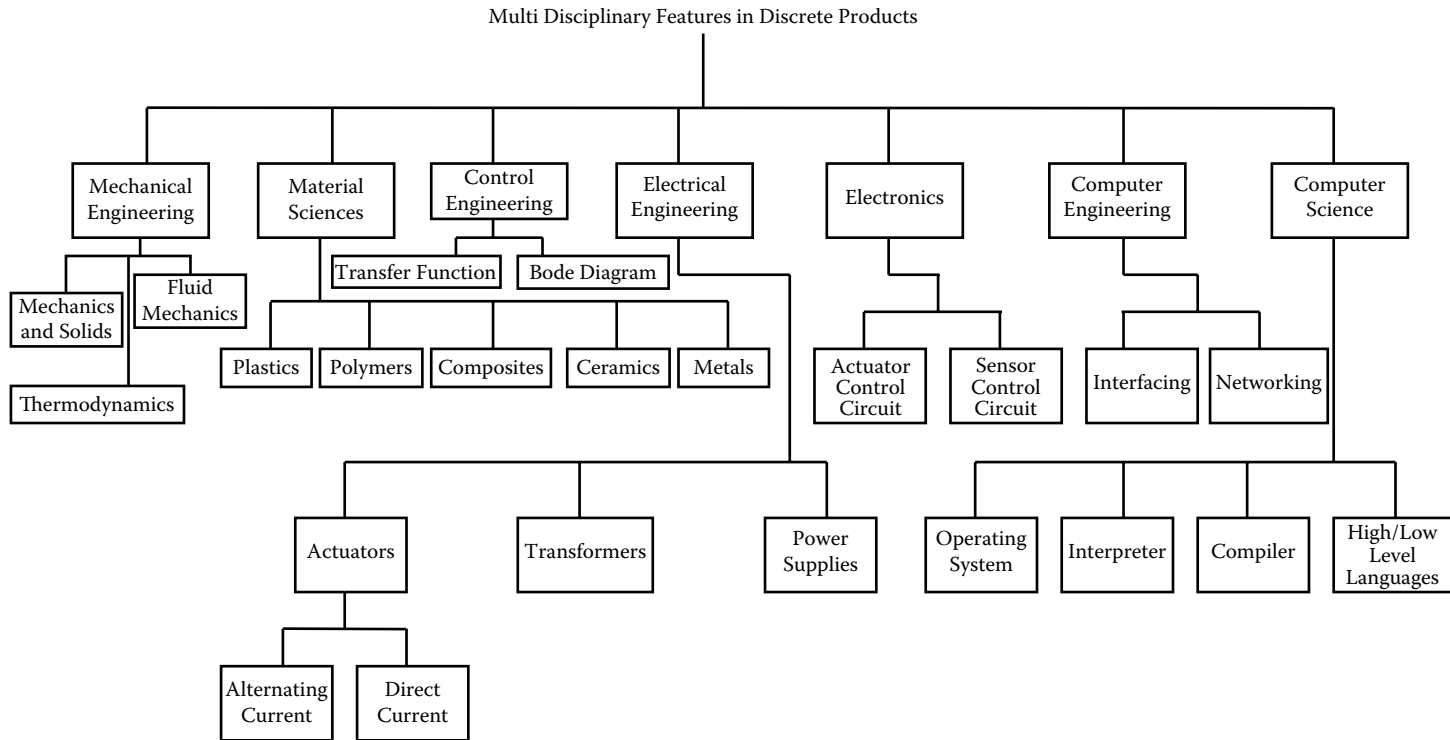 Multi Disciplinary Features in Discrete Products
Mechanical
Engineering
Material
Sciences
Control
Engineering
Electrical
Engineering
Electronics
Computer
Engineering
Computer
Science
Transfer Function
Bode Diagram
Mechanics
and Solids
Fluid
Mechanics
Thermodynamics
Plastics
Polymers
Composites
Ceramics
Metals
Actuator
Control
Circuit
Sensor
Control
Circuit
Interfacing
Networking
Actuators
Transformers
Power
Supplies
Operating
System
Interpreter
Compiler
High/Low
Level
Languages
Alternating
Current
Direct
Current